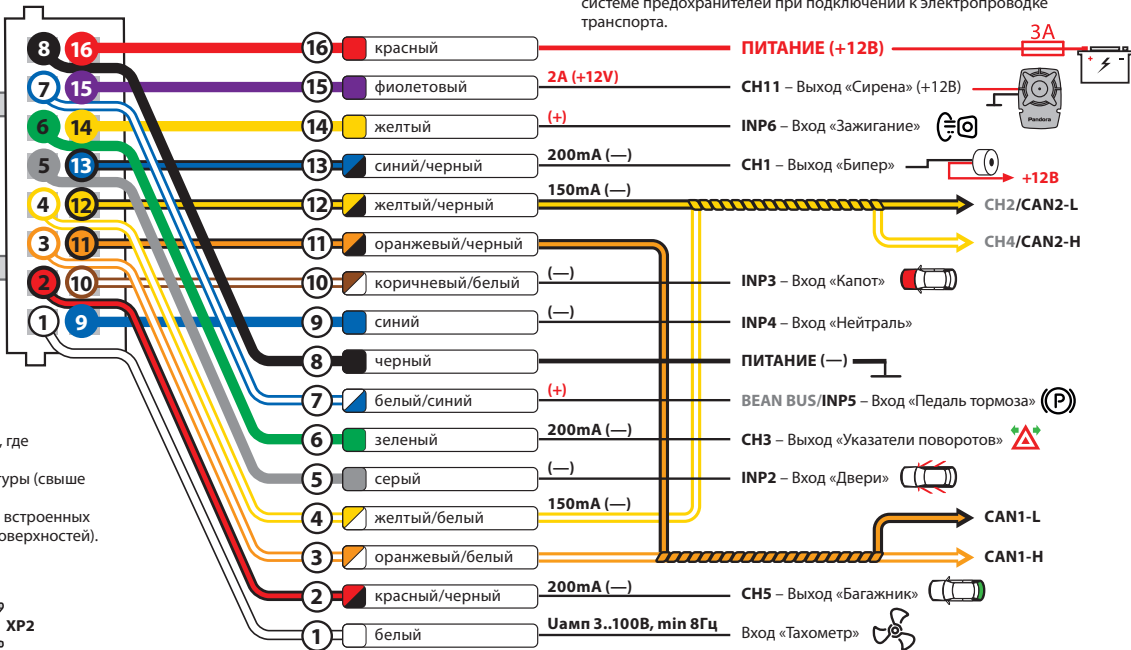 системе предохранителей при подключении к электропроводке
транспорта.
8 16
7 15
6 14
5 13
4 12
3 11
2 10
1 9
16 красный ПИТАНИЕ (+12В) 3А
+ -
15 фиолетовый 2А (+12V) CH11 – Выход «Сирена» (+12В)
Pandora
14 желтый (+) INP6 – Вход «Зажигание»
13 синий/черный 200mA (—) CH1 – Выход «Бипер»
+12В
12 желтый/черный 150mA (—) CH2/CAN2-L
11 оранжевый/черный CH4/CAN2-H
10 коричневый/белый (—) INP3 – Вход «Капот»
9 синий (—) INP4 – Вход «Нейтраль»
8 черный ПИТАНИЕ (—)
7 белый/синий (+) BEAN BUS/INP5 – Вход «Педаль тормоза» (P)
6 зеленый 200mA (—) CH3 – Выход «Указатели поворотов»
5 серый (—) INP2 – Вход «Двери»
4 желтый/белый 150mA (—) CAN1-L
3 оранжевый/белый CAN1-H
2 красный/черный 200mA (—) CH5 – Выход «Багажник»
1 белый Uамп 3..100В, min 8Гц Вход «Тахометр»
, где
туры (свыше
встроенных
оверхностей).
XP2